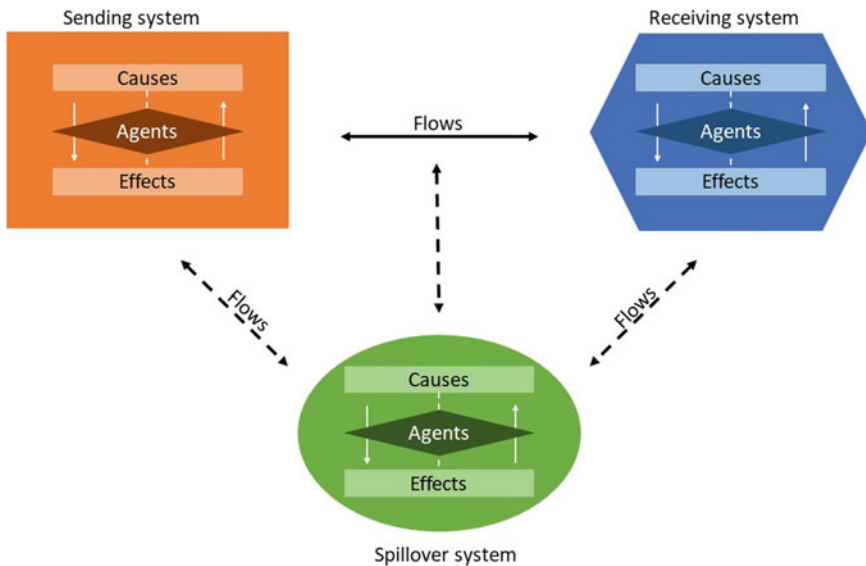 Sending system
Receiving system
Causes
Agents
Effects
Flows
Causes
Agents
Effects
Flows
Flows
Causes
Agents
Effects
Spillover system